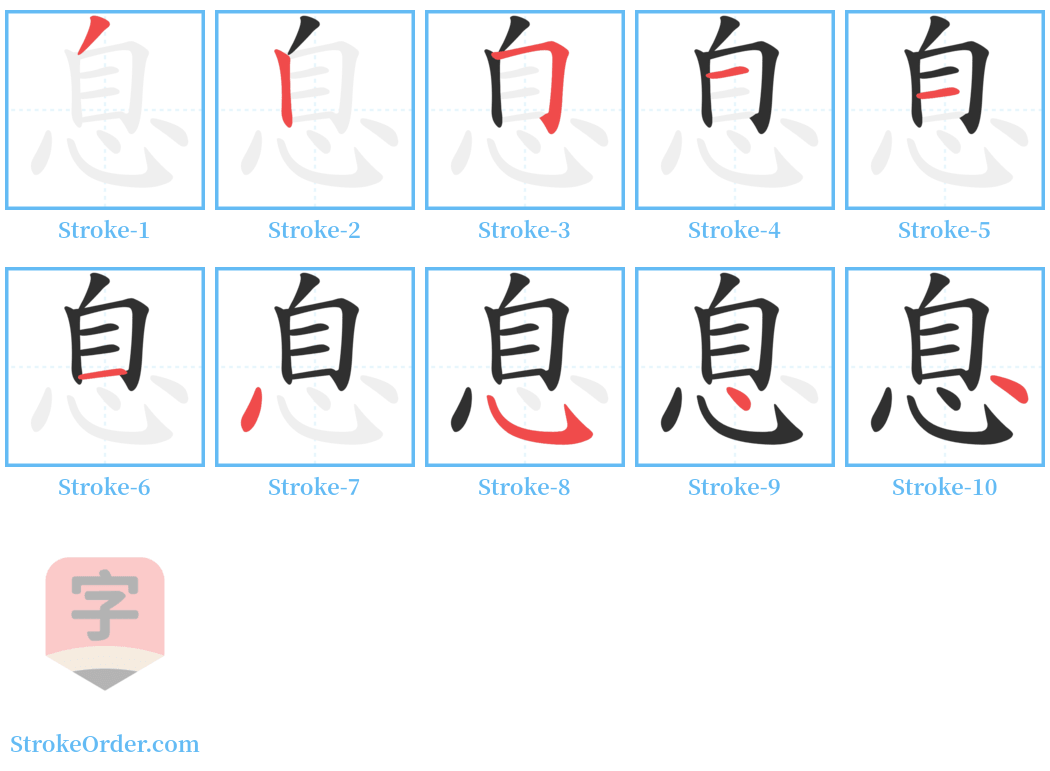 息 息 息 息 息
Stroke-1 Stroke-2 Stroke-3 Stroke-4 Stroke-5
息 息 息 息 息
Stroke-6 Stroke-7 Stroke-8 Stroke-9 Stroke-10
字
StrokeOrder.com